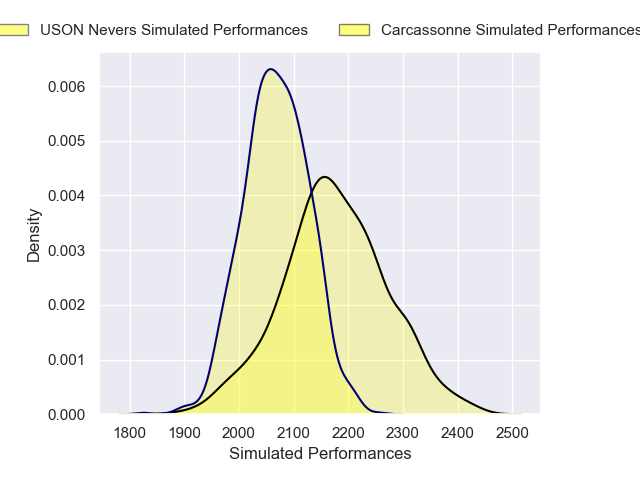 USON Nevers Simulated Performances   Carcassonne Simulated Performances
0.006
0.005
0.004
0.003
0.002
0.001
0.000
Density
1800 1900 2000 2100 2200 2300 2400 2500
Simulated Performances